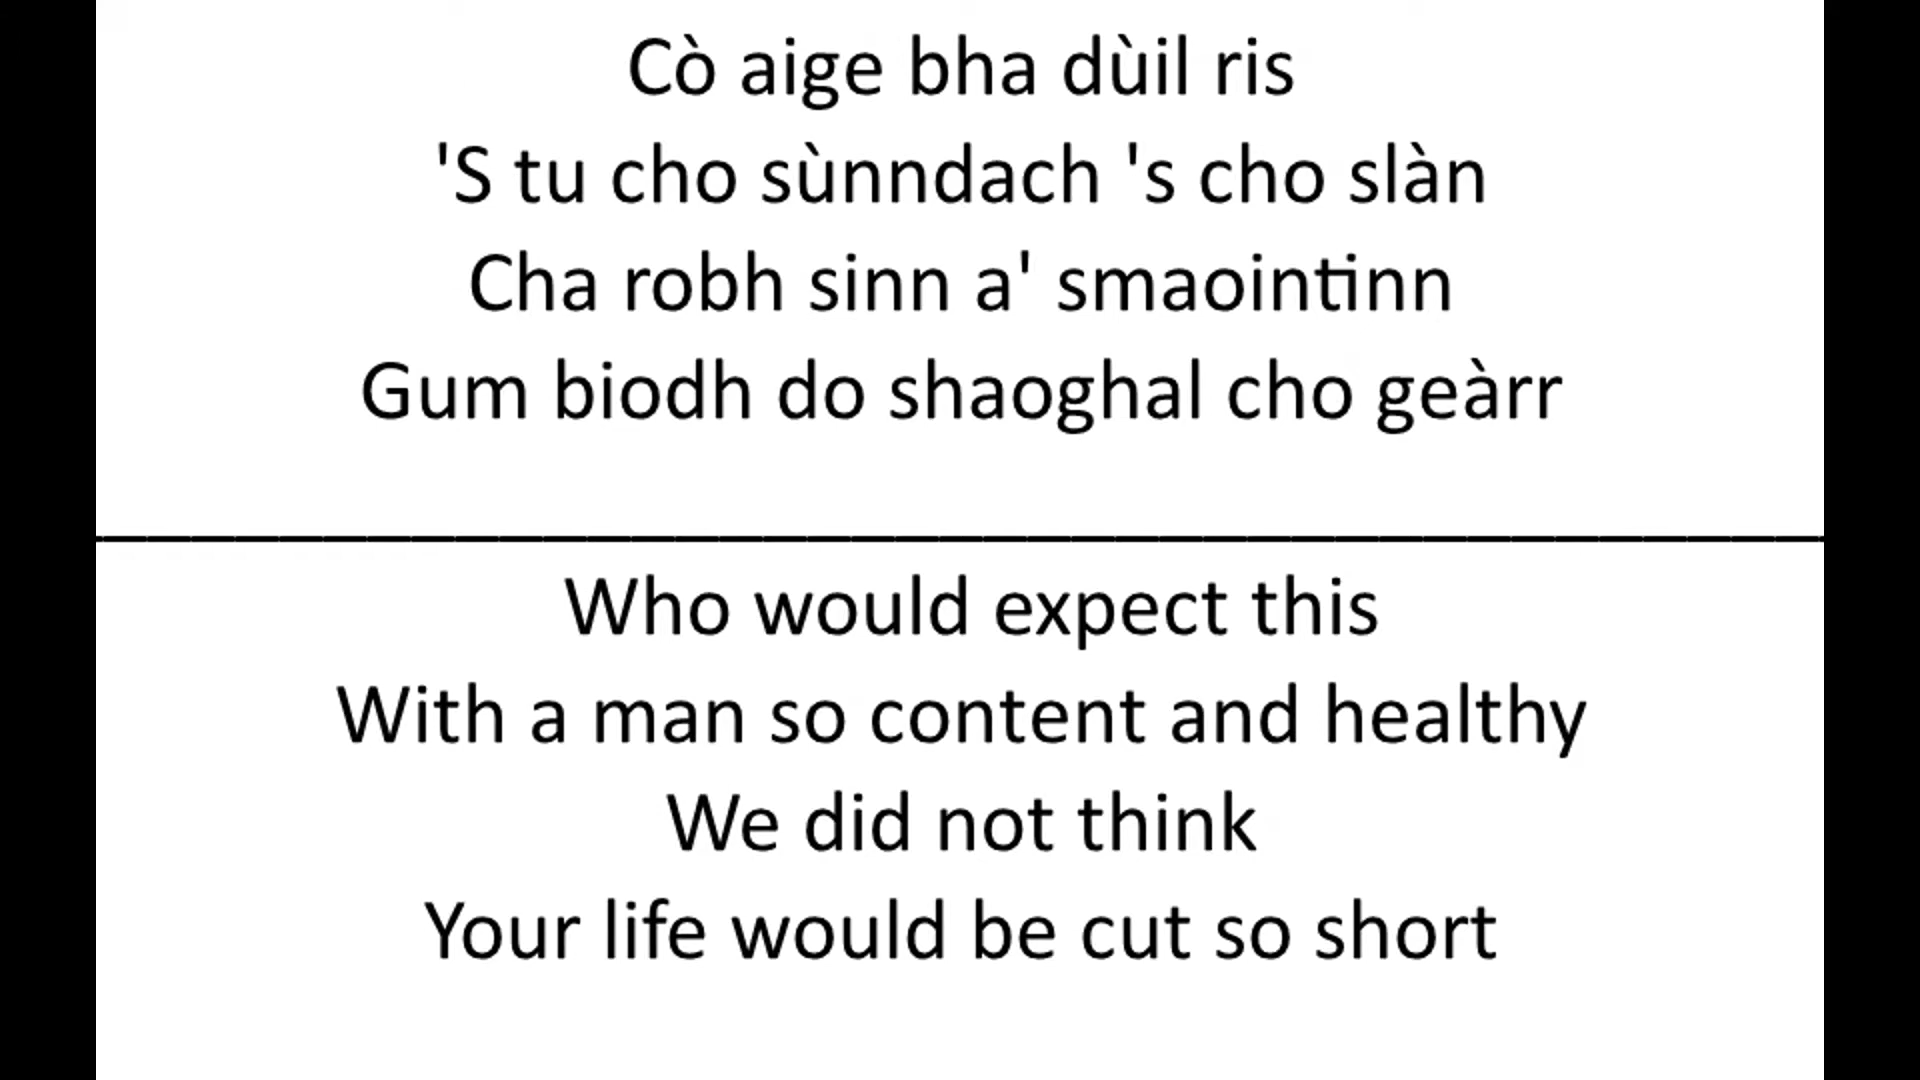 Cò aige bha dùil ris
'S tu cho sùnndach 's cho slàn
Cha robh sinn a' smaointinn
Gum biodh do shaoghal cho geàrr
Who would expect this
With a man so content and healthy
We did not think
Your life would be cut so short